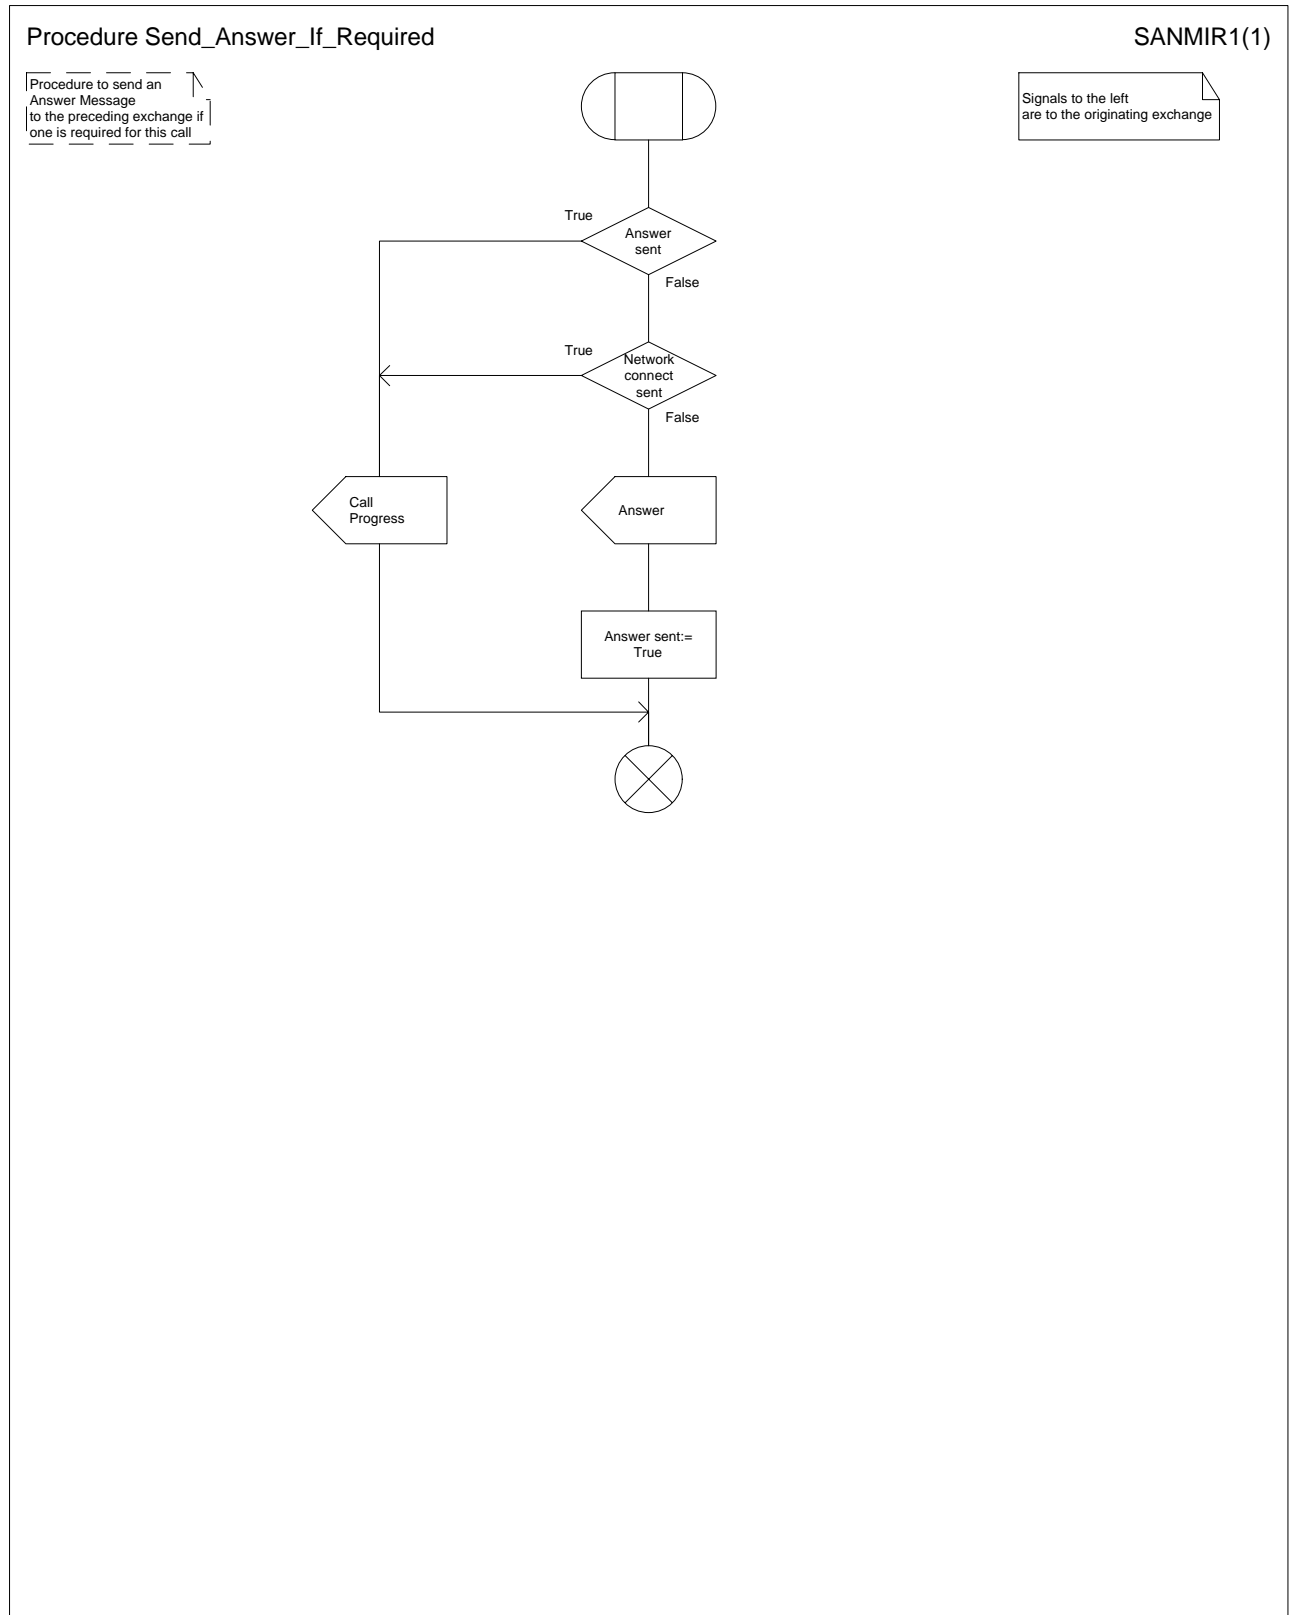 Procedure Send_Answer_If_Required
SANMIR1(1)
Procedure to send an
Answer Message
to the preceding exchange if
one is required for this call
Signals to the left
are to the originating exchange
True
Answer
sent
False
True
Network
connect
sent
False
Call
Progress
Answer
Answer sent:=
True